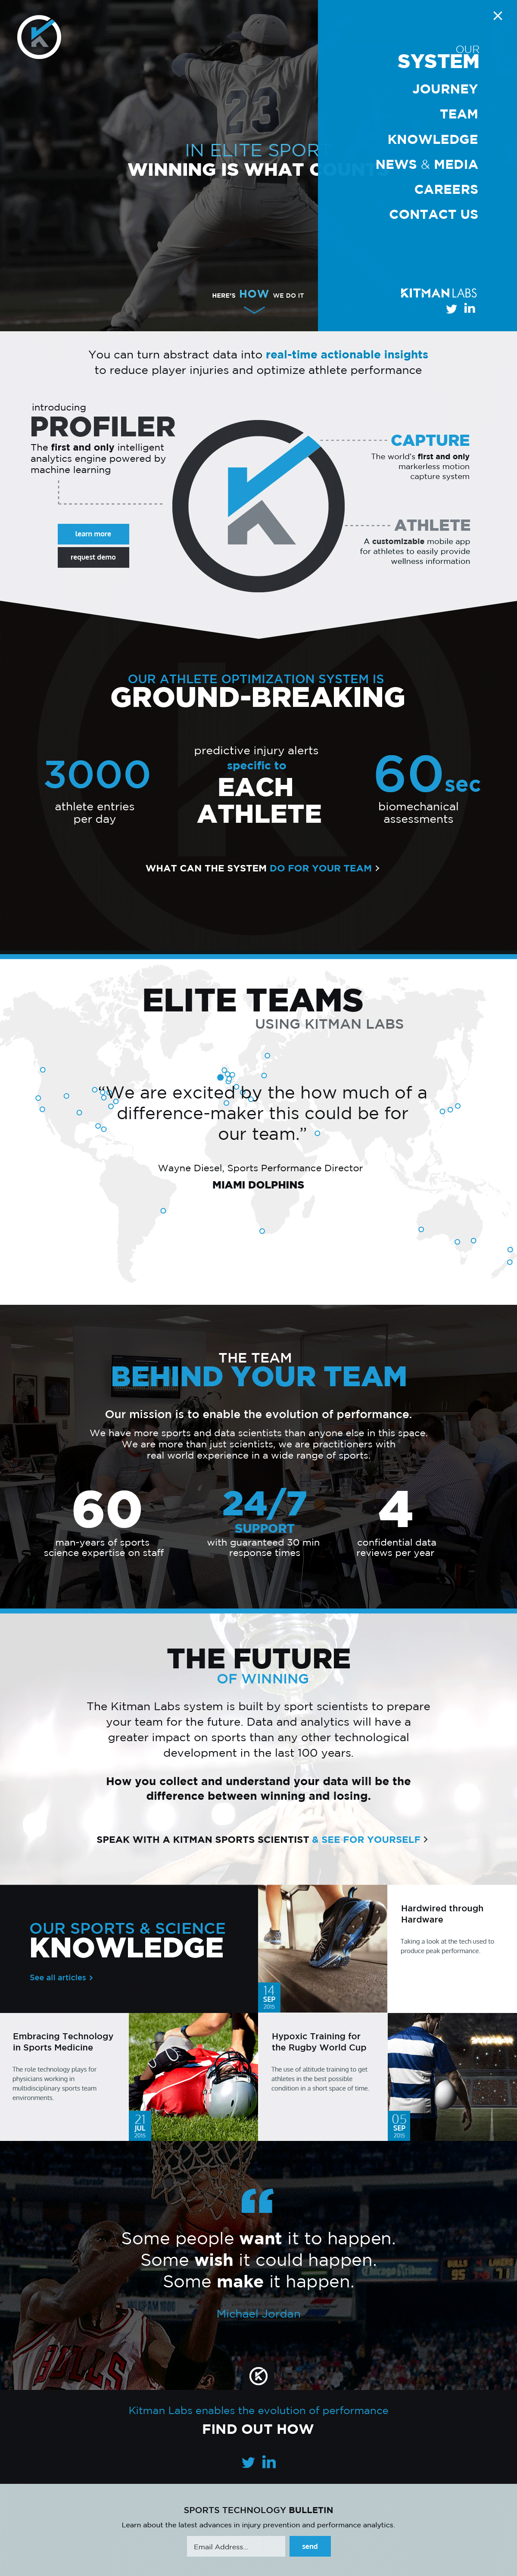 OUR
SYSTEM
JOURNEY
TEAM
KNOWLEDGE
NEWS & MEDIA
CAREERS
CONTACT US
KITMAN LABS
23
IN ELITE SPOR
WINNING IS WHAT COUNTS
HERE'S HOW WE DO IT
You can turn abstract data into real-time actionable insights
to reduce player injuries and optimize athlete performance
introducing
PROFILER
The first and only intelligent
analytics engine powered by
machine learning
learn more
request demo
CAPTURE
The world's first and only
markerless motion
capture system
ATHLETE
A customizable mobile app
for athletes to easily provide
wellness information
OUR ATHLETE OPTIMIZATION SYSTEM IS
GROUND-BREAKING
3000
athlete entries
per day
predictive injury alerts
specific to
EACH
ATHLETE
60sec
biomechanical
assessments
WHAT CAN THE SYSTEM DO FOR YOUR TEAM >
ELITE TEAMS
USING KITMAN LABS
“We are excited by the how much of a
difference-maker this could be for
our team.”
Wayne Diesel, Sports Performance Director
MIAMI DOLPHINS
THE TEAM
BEHIND YOUR TEAM
Our mission is to enable the evolution of performance.
We have more sports and data scientists than anyone else in this space.
We are more than just scientists, we are practitioners with
real world experience in a wide range of sports.
60
man-years of sports
science expertise on staff
24/7
SUPPORT
with guaranteed 30 min
response times
4
confidential data
reviews per year
THE FUTURE
OF WINNING
The Kitman Labs system is built by sport scientists to prepare
your team for the future. Data and analytics will have a
greater impact on sports than any other technological
development in the last 100 years.
How you collect and understand your data will be the
difference between winning and losing.
SPEAK WITH A KITMAN SPORTS SCIENTIST & SEE FOR YOURSELF >
OUR SPORTS & SCIENCE
KNOWLEDGE
See all articles >
14
SEP
2015
Hardwired through
Hardware
Taking a look at the tech used to
produce peak performance.
Embracing Technology
in Sports Medicine
The role technology plays for
physicians working in
multidisciplinary sports team
environments.
21
JUL
2015
Hypoxic Training for
the Rugby World Cup
The use of altitude training to get
athletes in the best possible
condition in a short space of time.
05
SEP
2015
“
Some people want it to happen.
Some wish it could happen.
Some make it happen.
Michael Jordan
BULLS
Chicago Tribune
BULLS
95
71
Kitman Labs enables the evolution of performance
FIND OUT HOW
SPORTS TECHNOLOGY BULLETIN
Learn about the latest advances in injury prevention and performance analytics.
Email Address...
send